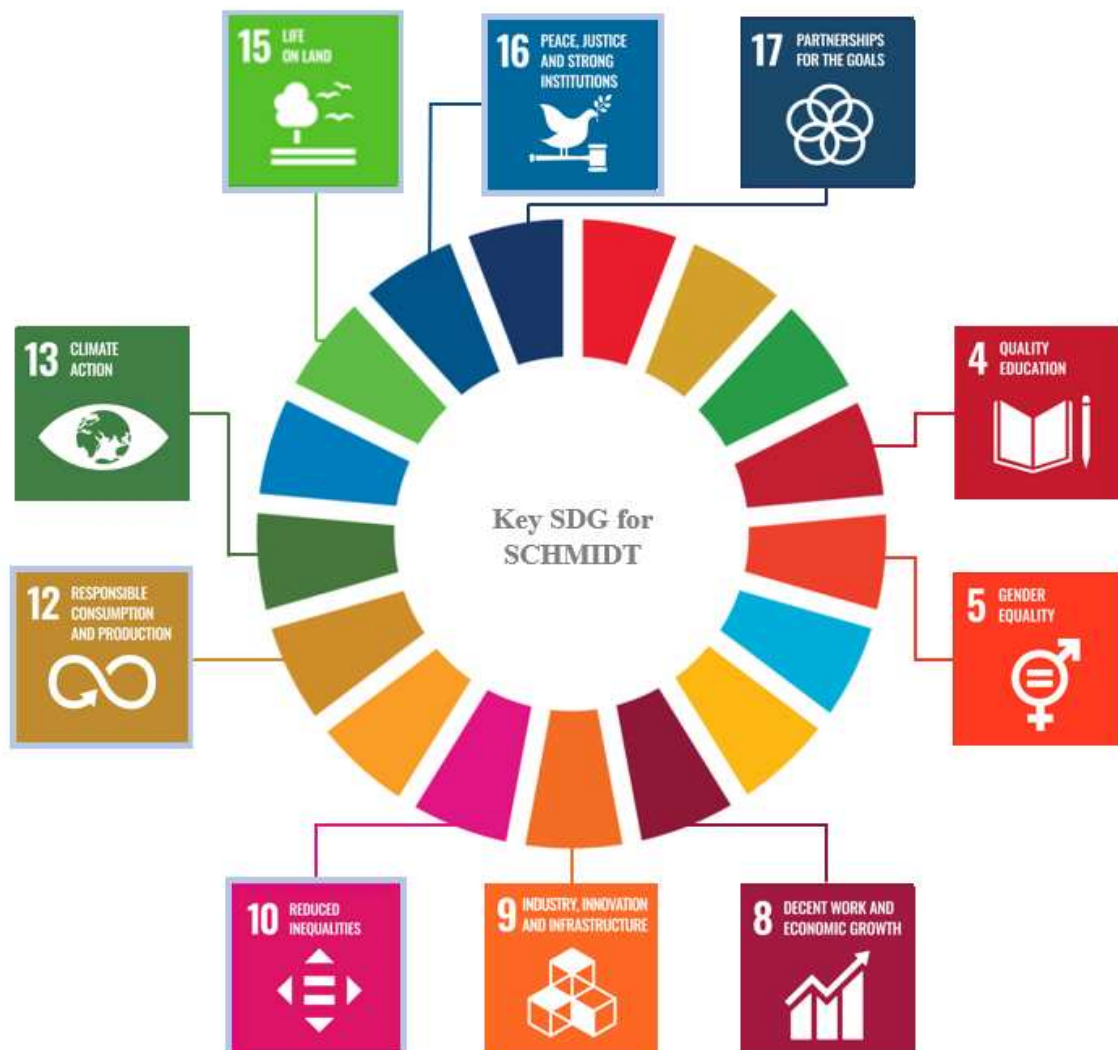 15 LIFE
ON LAND
16 PEACE, JUSTICE
AND STRONG
INSTITUTIONS
17 PARTNERSHIPS
FOR THE GOALS
13 CLIMATE
ACTION
4 QUALITY
EDUCATION
Key SDG for
SCHMIDT
12 RESPONSIBLE
CONSUMPTION
AND PRODUCTION
5 GENDER
EQUALITY
10 REDUCED
INEQUALITIES
9 INDUSTRY, INNOVATION
AND INFRASTRUCTURE
8 DECENT WORK AND
ECONOMIC GROWTH